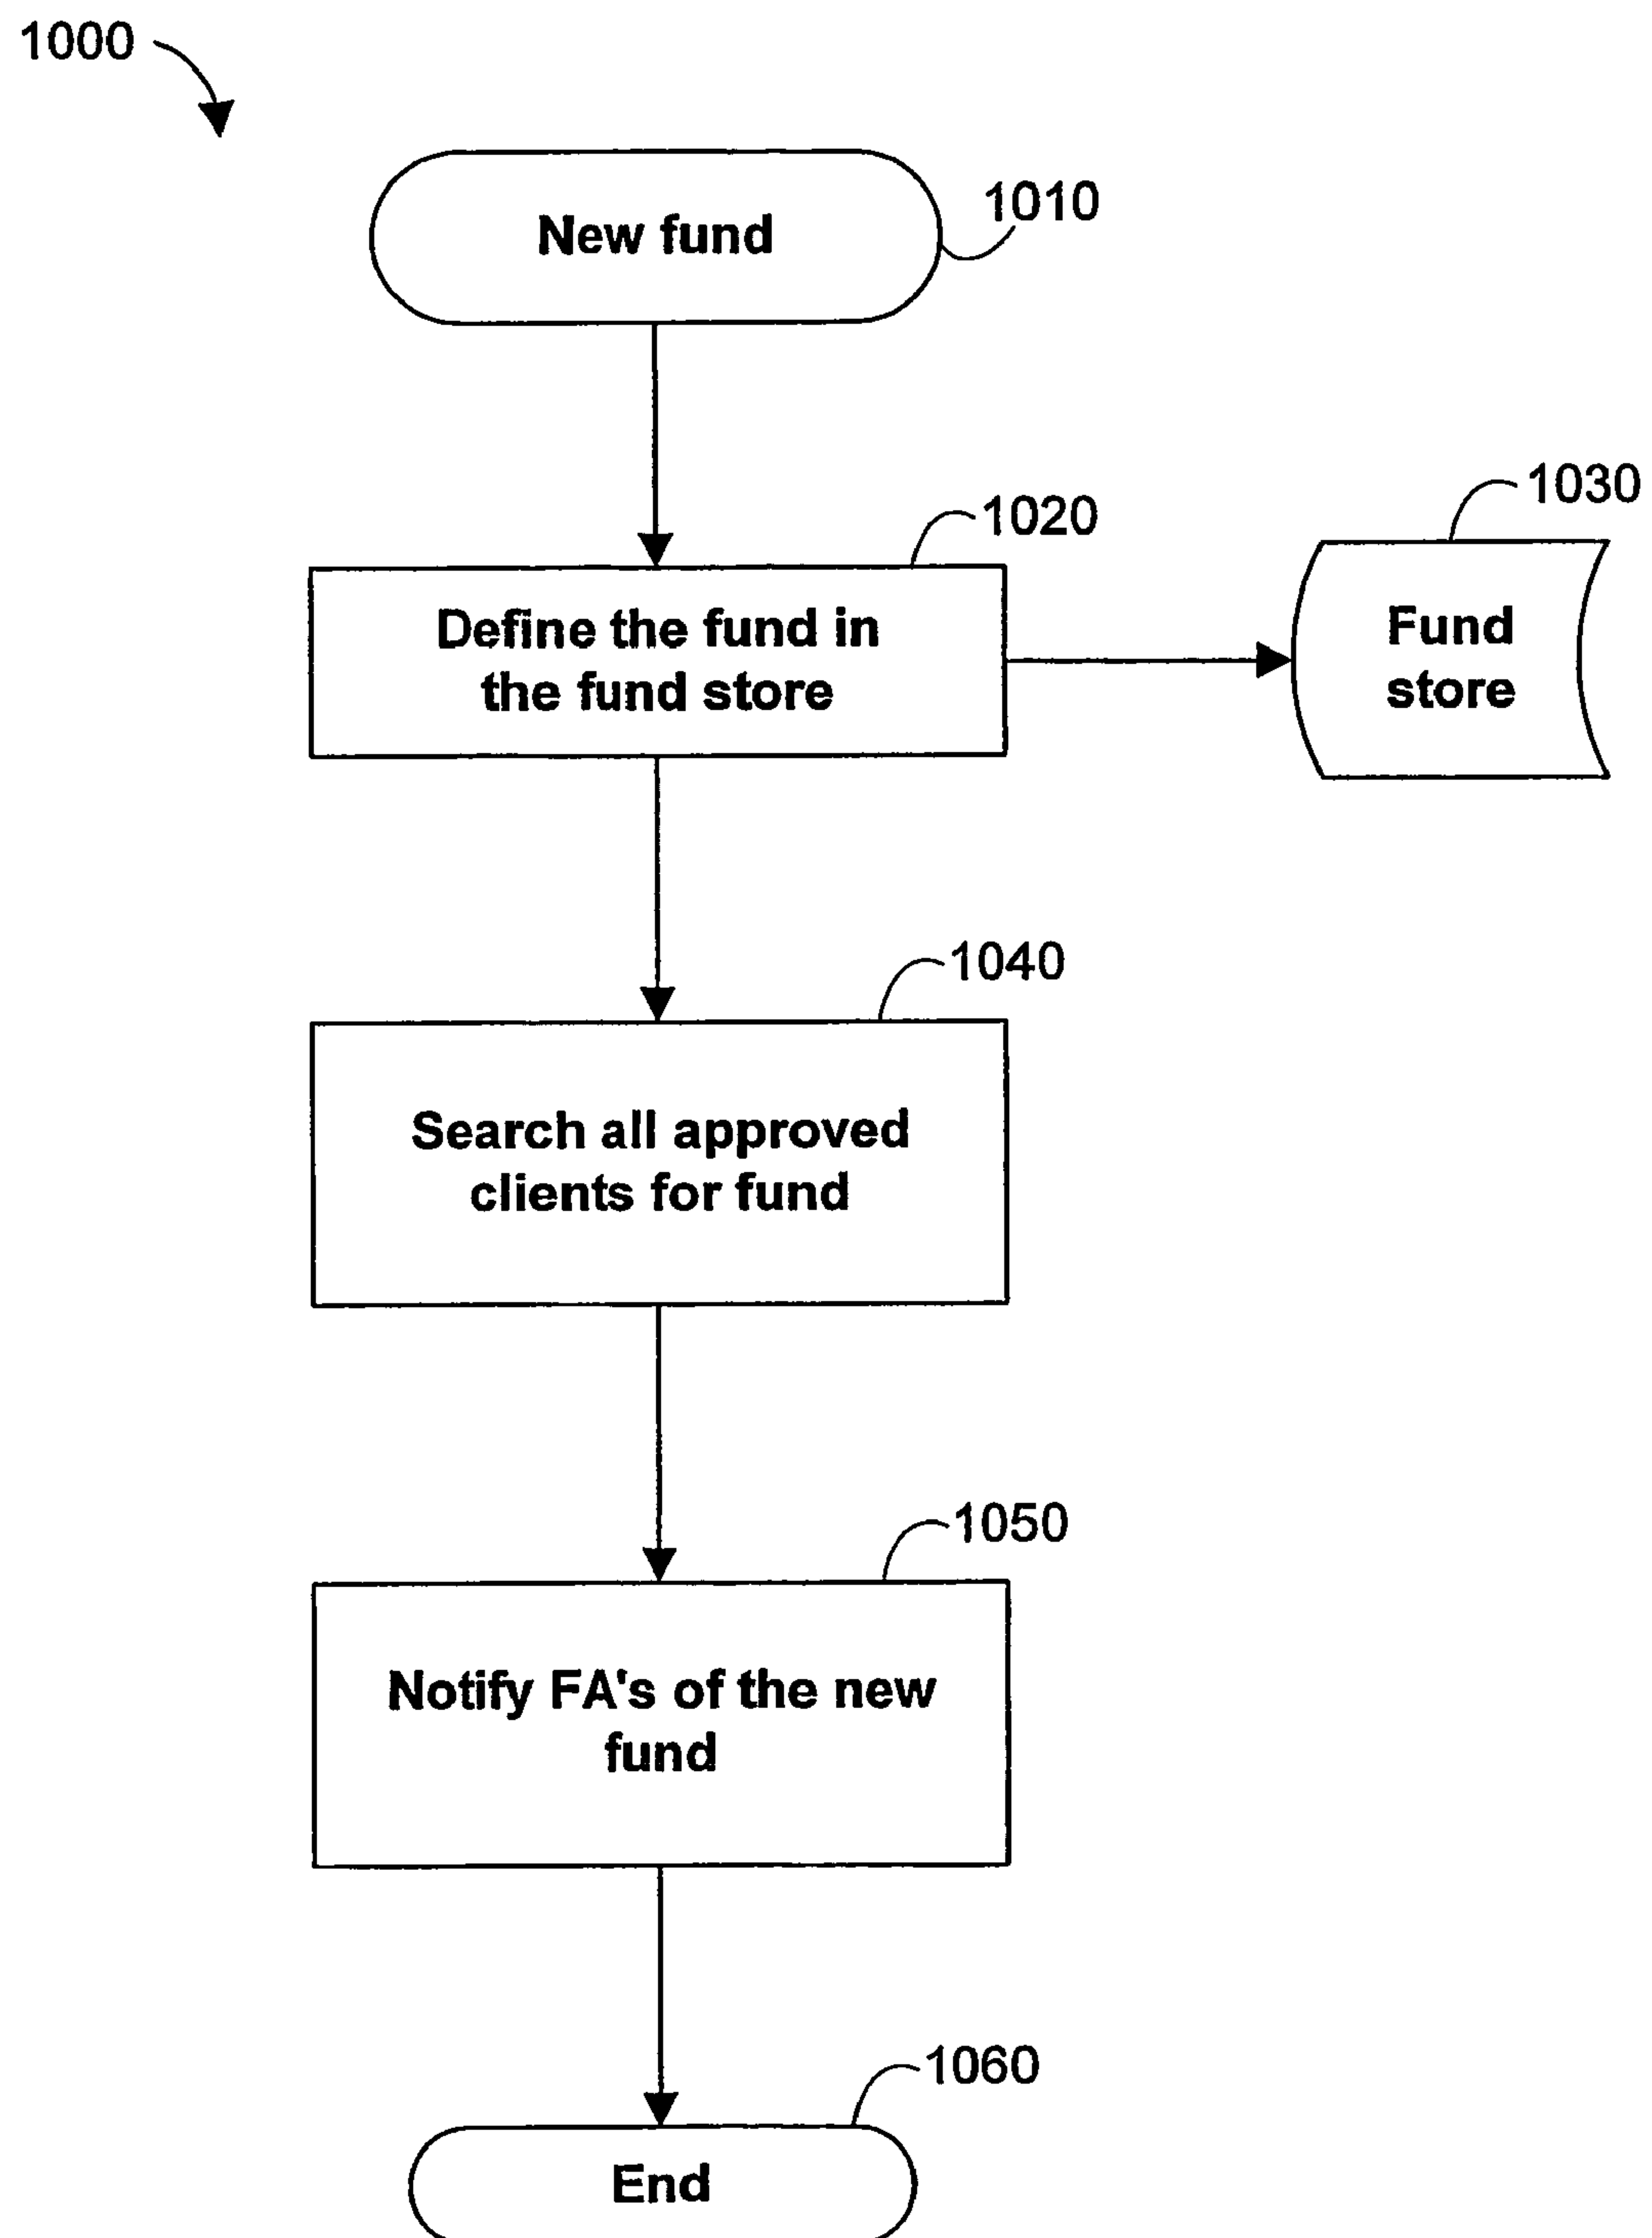 1000
New fund
1010
1020
Define the fund in
the fund store
1030
Fund
store
1040
Search all approved
clients for fund
1050
Notify FA's of the new
fund
1060
End